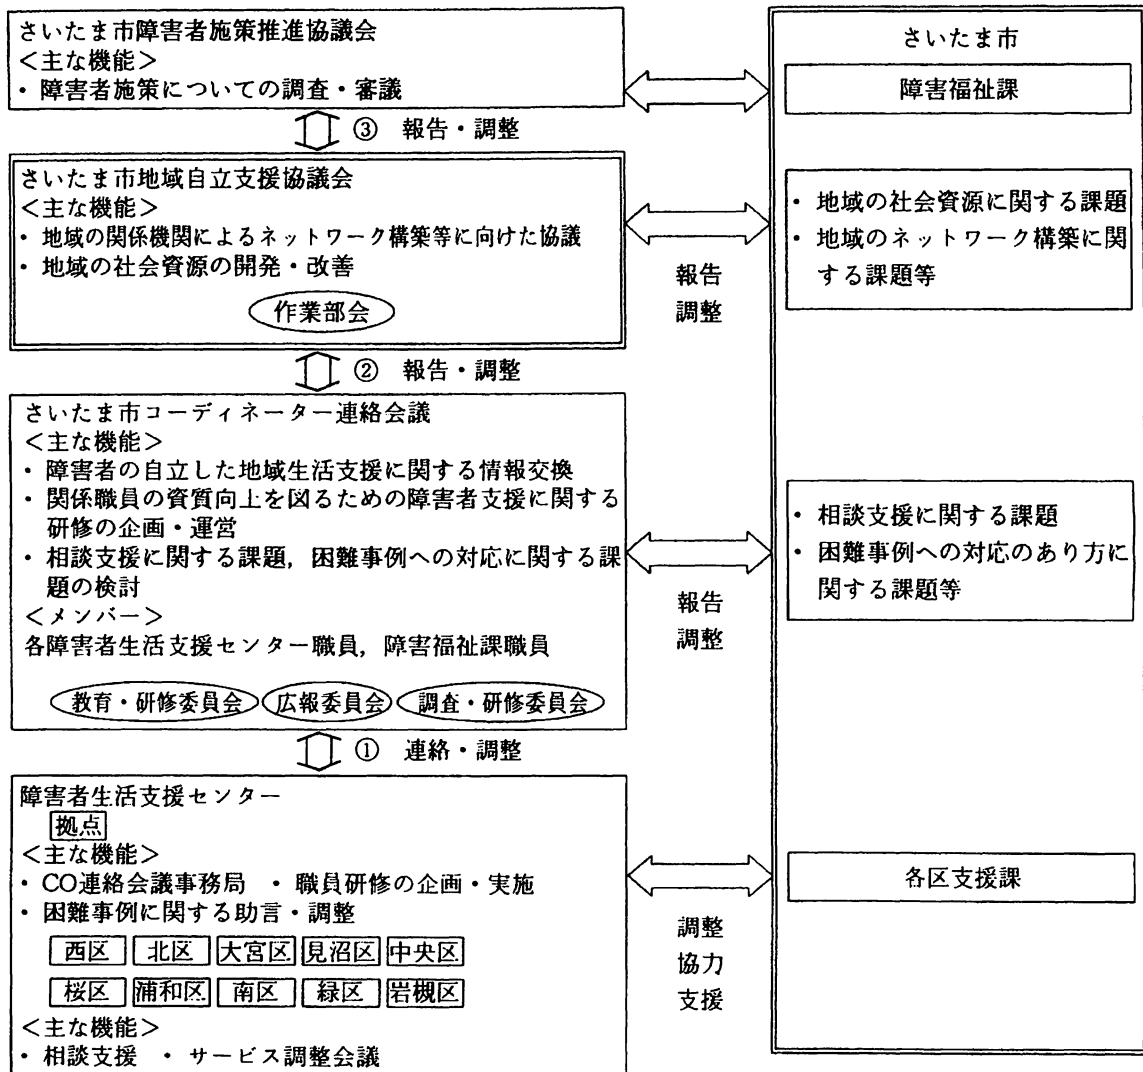 さいたま市障害者施策推進協議会
<主な機能>
・ 障害者施策についての調査・審議
③ 報告・調整
さいたま市地域自立支援協議会
<主な機能>
・ 地域の関係機関によるネットワーク構築等に向けた協議
・ 地域の社会資源の開発・改善
作業部会
② 報告・調整
さいたま市コーディネーター連絡会議
<主な機能>
・ 障害者の自立した地域生活支援に関する情報交換
・ 関係職員の資質向上を図るための障害者支援に関する
研修の企画・運営
・ 相談支援に関する課題，困難事例への対応に関する課
題の検討
<メンバー>
各障害者生活支援センター職員，障害福祉課職員
教育・研修委員会 広報委員会 調査・研修委員会
① 連絡・調整
障害者生活支援センター
拠点
<主な機能>
・ CO連絡会議事務局 ・ 職員研修の企画・実施
・ 困難事例に関する助言・調整
西区 北区 大宮区 見沼区 中央区
桜区 浦和区 南区 緑区 岩槻区
<主な機能>
・ 相談支援 ・ サービス調整会議
報告
調整
報告
調整
調整
協力
支援
さいたま市
障害福祉課
・ 地域の社会資源に関する課題
・ 地域のネットワーク構築に関
する課題等
・ 相談支援に関する課題
・ 困難事例への対応のあり方に
関する課題等
各区支援課